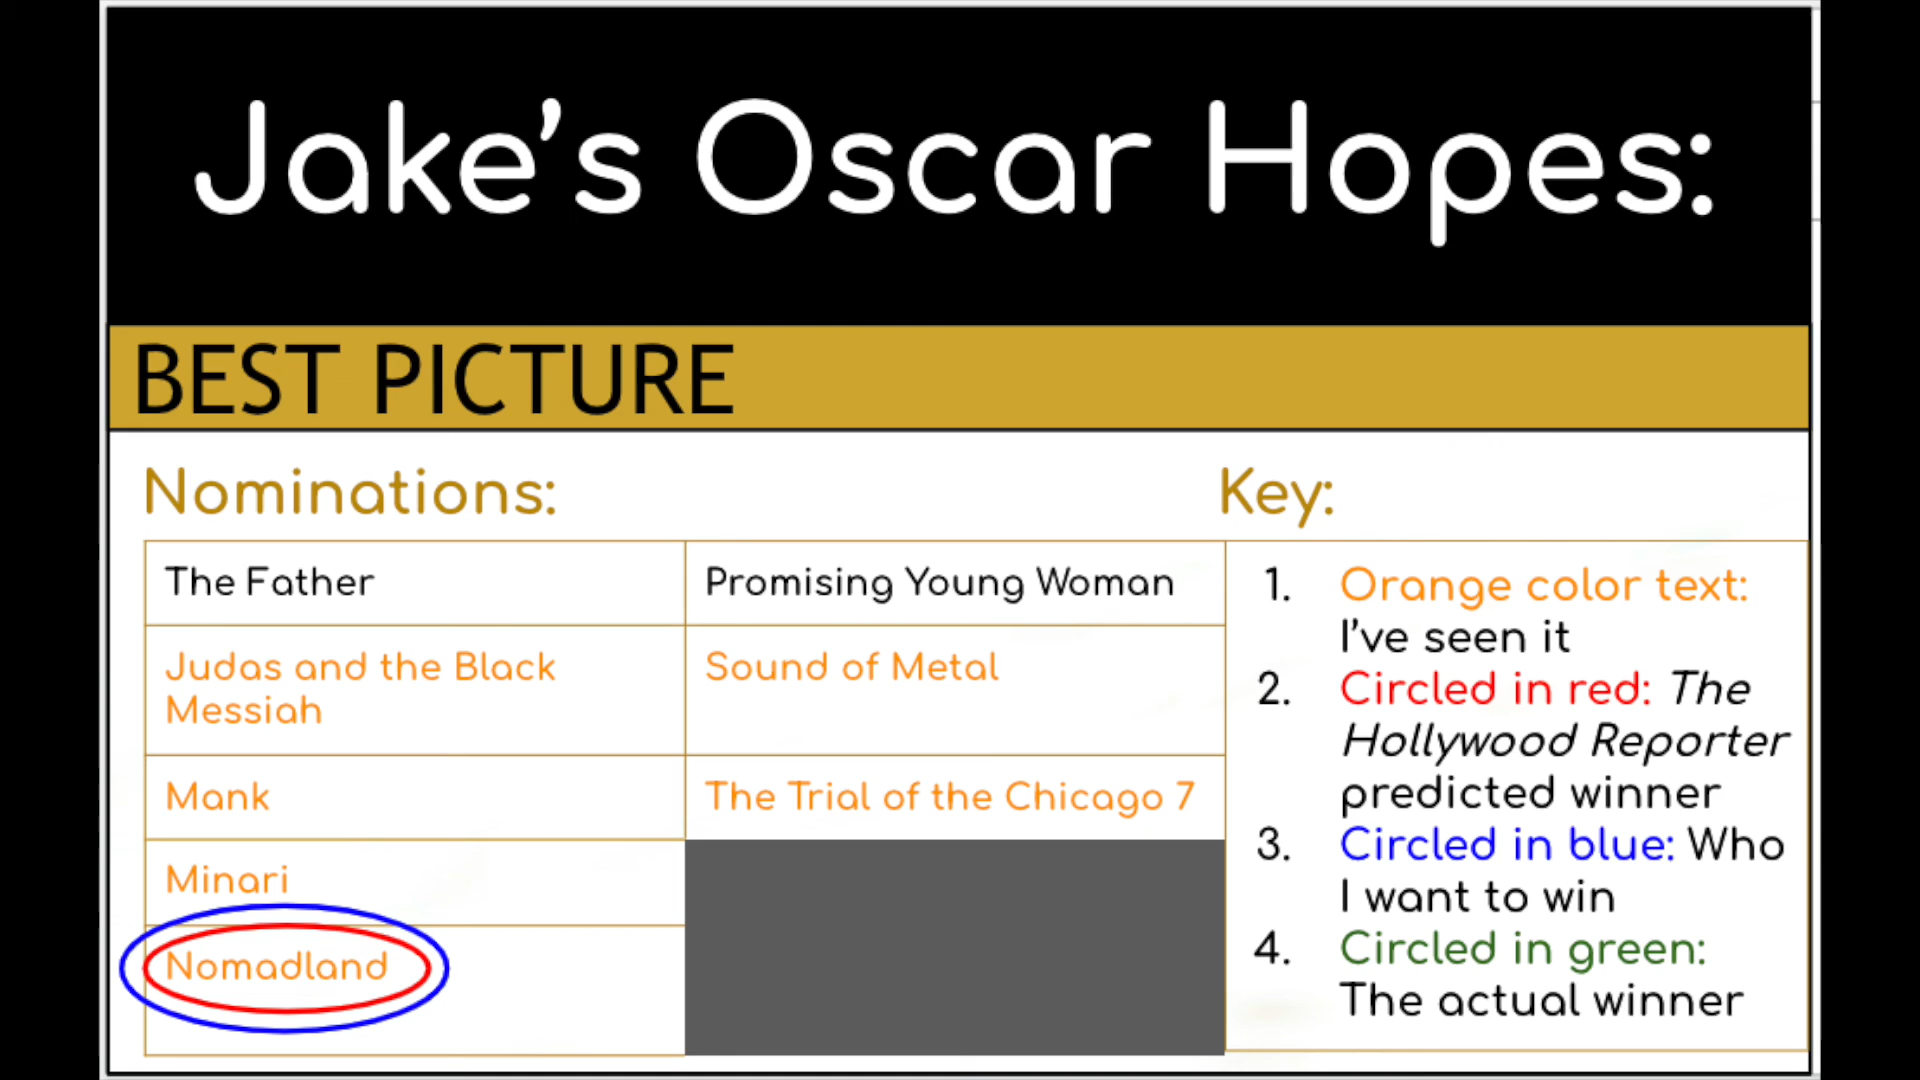 Jake’s Oscar Hopes:
BEST PICTURE
Nominations:
The Father
Promising Young Woman
Judas and the Black
Messiah
Sound of Metal
Mank
The Trial of the Chicago 7
Minari
Nomadland
Key:
1. Orange color text:
I’ve seen it
2. Circled in red: The
Hollywood Reporter
predicted winner
3. Circled in blue: Who
I want to win
4. Circled in green:
The actual winner